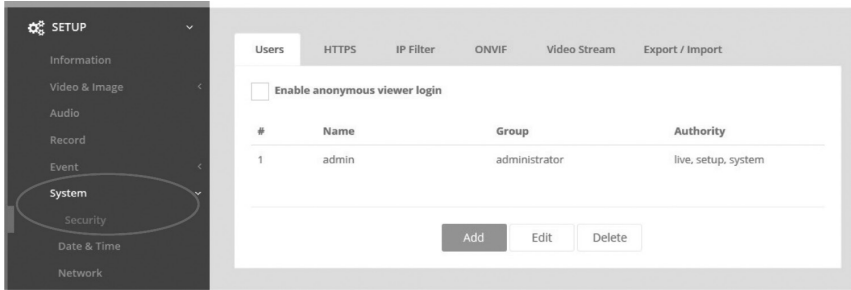 SETUP
Information
Video & Image
Audio
Record
Event
System
Security
Date & Time
Network
Users HTTPS IP Filter ONVIF Video Stream Export / Import
Enable anonymous viewer login
# Name Group Authority
1 admin administrator live, setup, system
Add Edit Delete